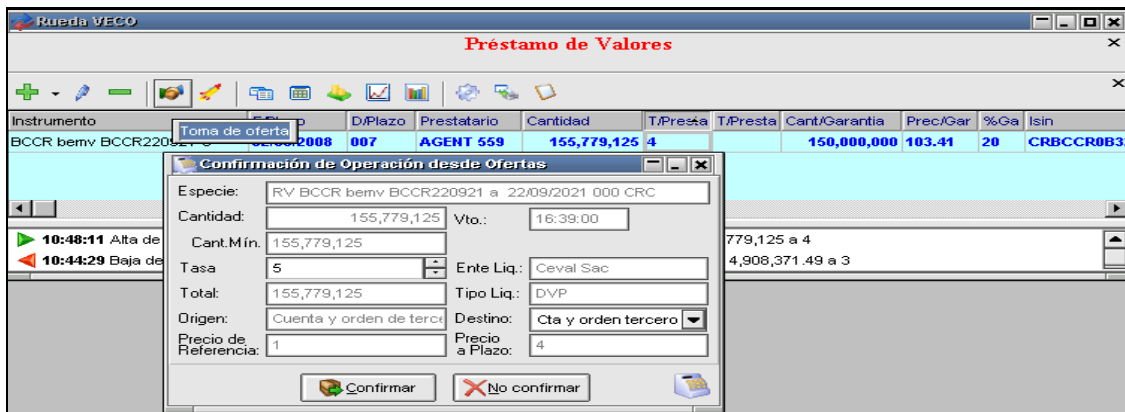 Rueda VECO
Préstamo de Valores
Instrumento D/Plazo Prestatario Cantidad T/Presta T/Presta Cant/Garantia Prec/Gar %Ga Isin
Toma de oferta
BCCR bemv 2008 007 AGENT 559 155,779,125 4 150,000,000 103.41 20 CRBCCR0B3
Confirmación de Operación desde Ofertas
Especie: RV BCCR bemv BCCR220921 a 22/09/2021 000 CRC
Cantidad: 155,779,125 Vto.: 16:39:00
10:48:11 Alta de 779,125 a 4
Cant.Mín. 155,779,125
10:44:29 Baja de 4,908,371.49 a 3
Tasa 5 Ente Liq.: Ceval Sac
Total: 155,779,125 Tipo Liq.: DVP
Origen: Cuenta y orden de terce Destino: Cta y orden tercero
Precio de Referencia: 1 Precio a Plazo: 4
Confirmar No confirmar